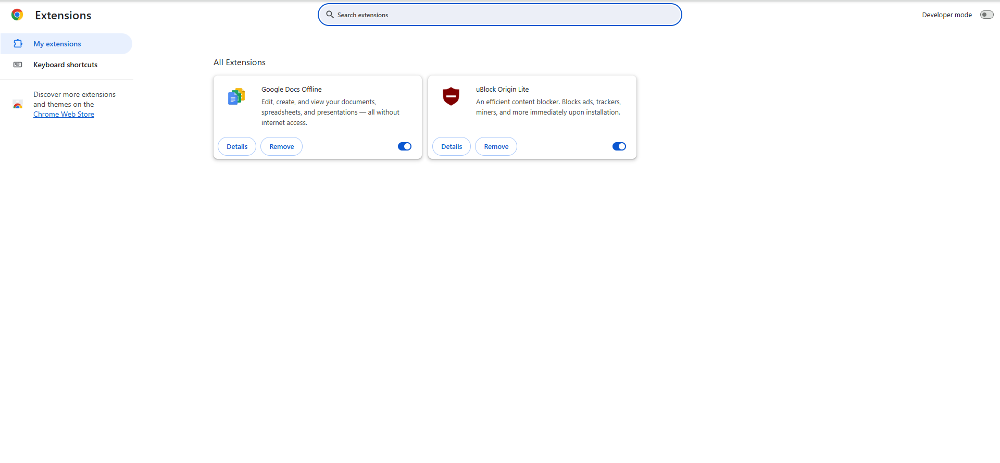 Extensions
Search extensions
Developer mode
My extensions
Keyboard shortcuts
Discover more extensions
and themes on the
Chrome Web Store
All Extensions
Google Docs Offline
Edit, create, and view your documents,
spreadsheets, and presentations — all without
internet access.
Details
Remove
uBlock Origin Lite
An efficient content blocker. Blocks ads, trackers,
miners, and more immediately upon installation.
Details
Remove